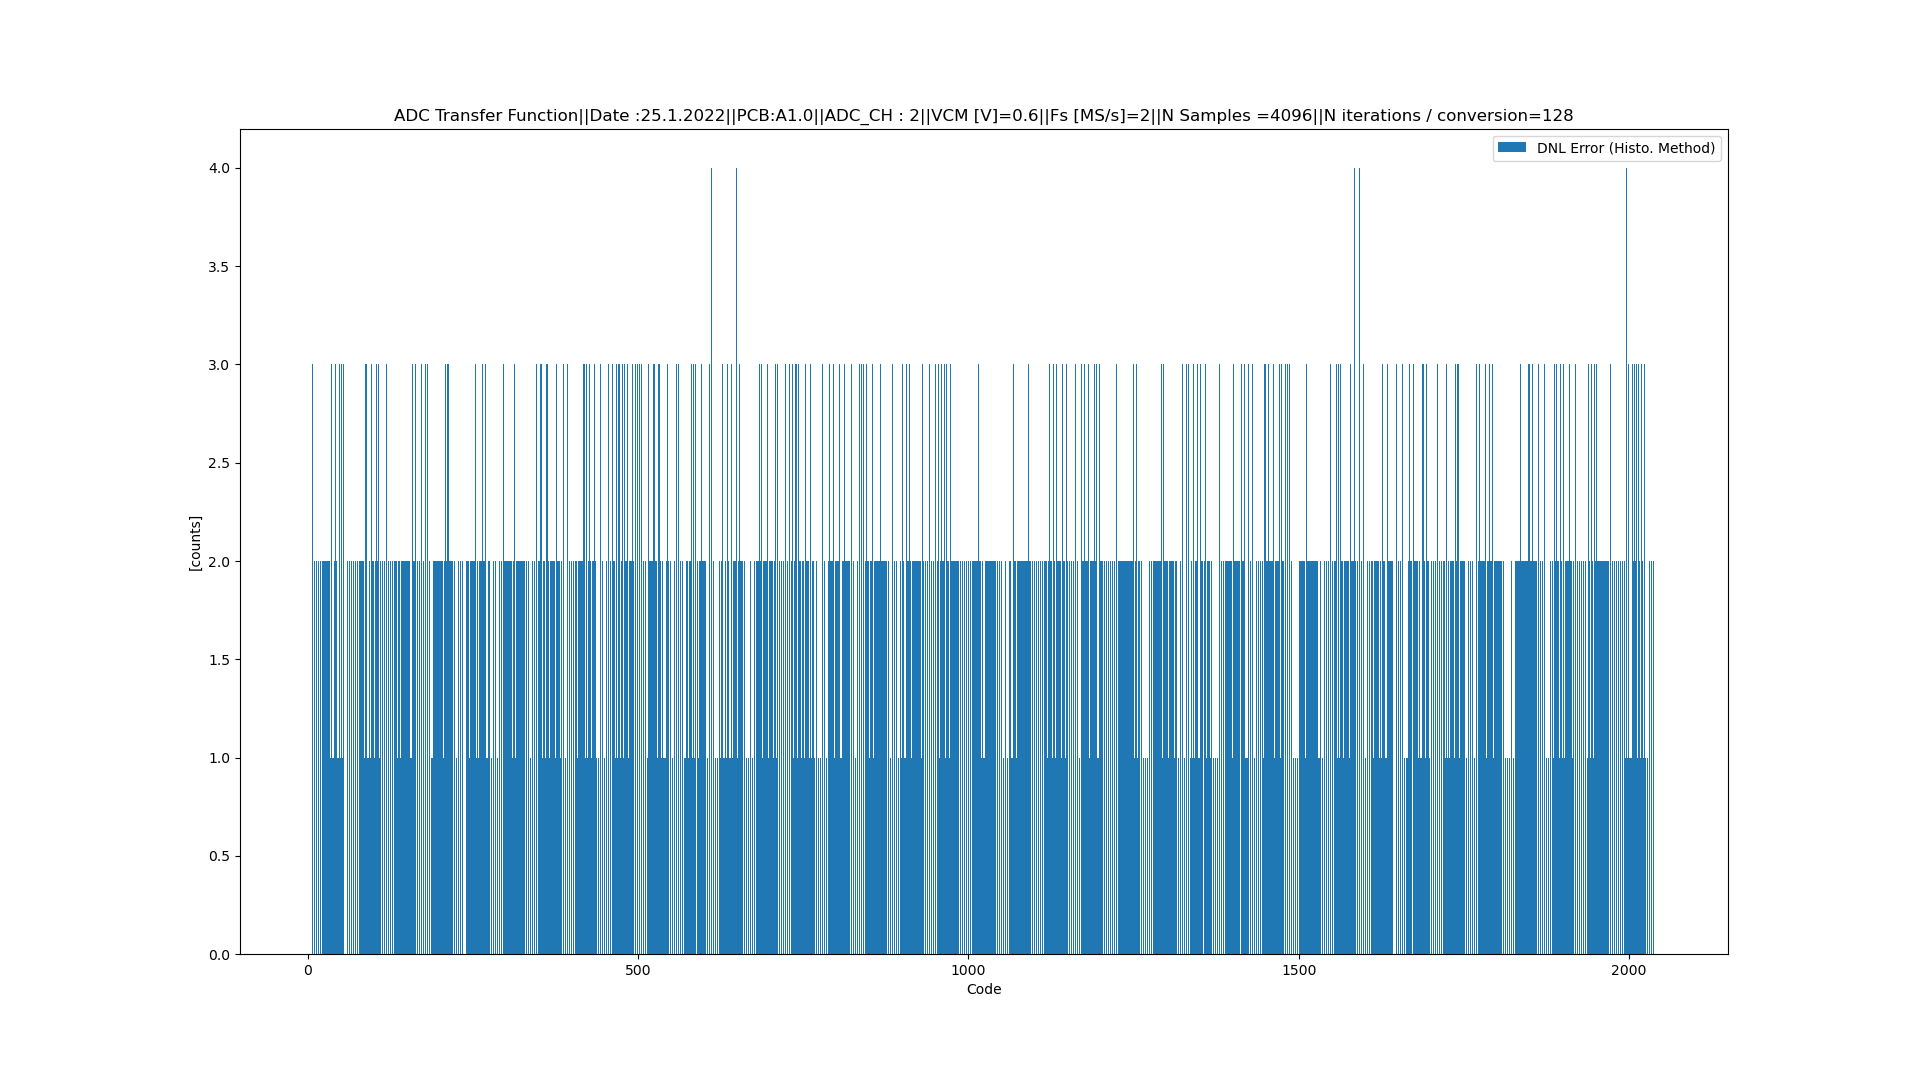 ADC Transfer Function||Date :25.1.2022||PCB:A1.0||ADC_CH : 2||VCM [V]=0.6||Fs [MS/s]=2||N Samples =4096||N iterations / conversion=128
DNL Error (Histo. Method)
4.0
3.5
3.0
2.5
2.0
1.5
1.0
0.5
0.0
[counts]
0 500 1000 1500 2000
Code